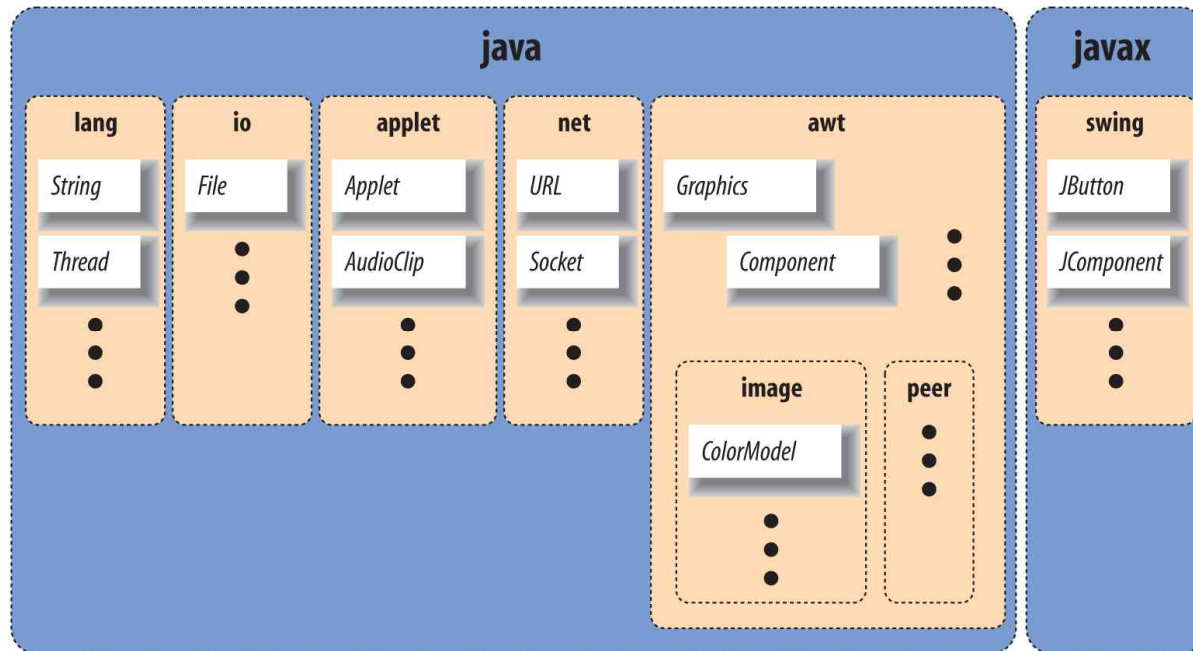 java
lang
String
Thread
io
File
applet
Applet
AudioClip
net
URL
Socket
awt
Graphics
Component
image
ColorModel
peer
javax
swing
JButton
JComponent